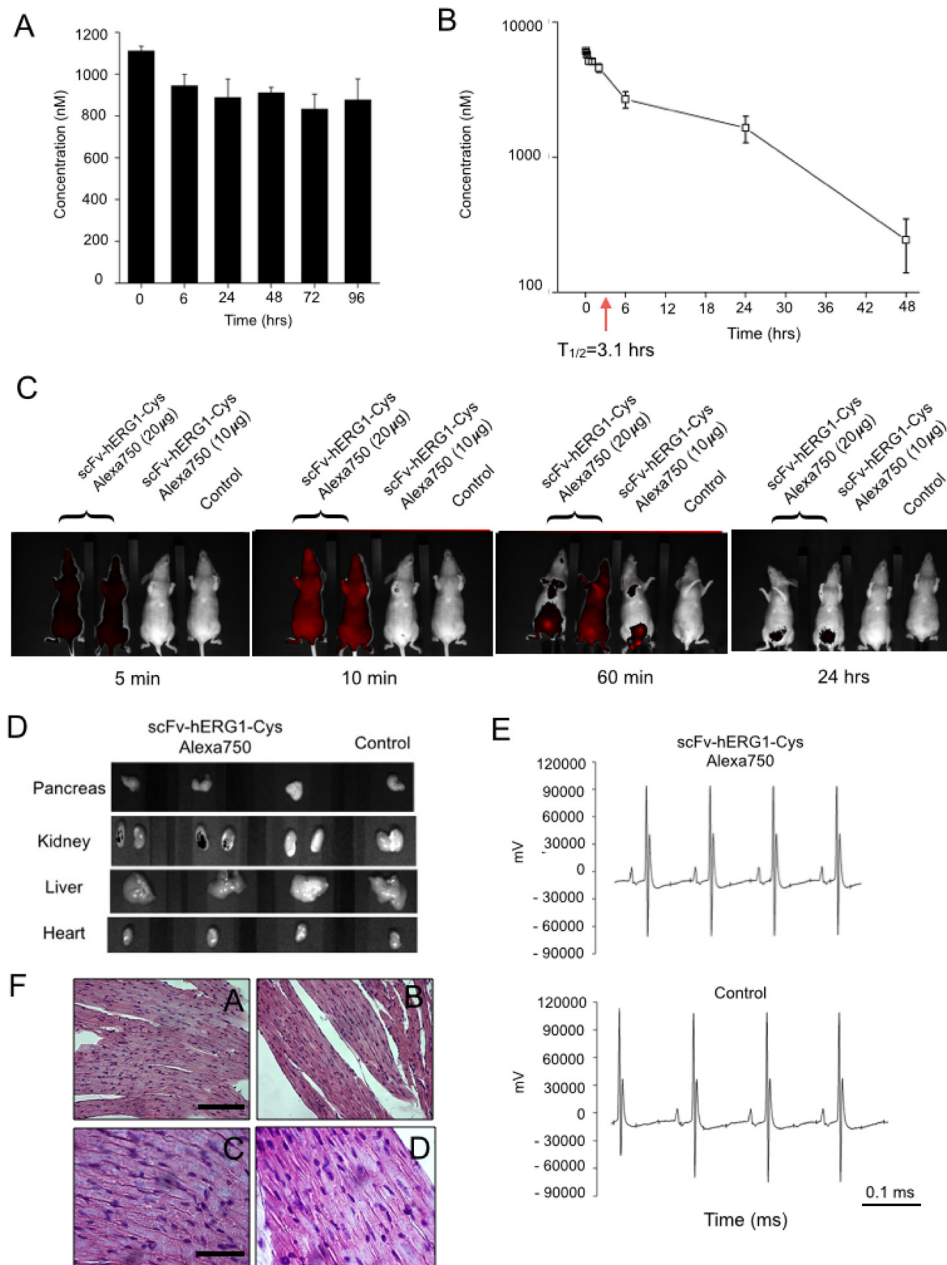 A
Concentration (nM)
1200
1000
800
600
400
200
0
0 6 24 48 72 96
Time (hrs)
B
Concentration (nM)
10000
1000
100
0 6 12 18 24 30 36 42 48
Time (hrs)
T1/2=3.1 hrs
C
scFv-hERG1-Cys
Alexa750 (20µg)
scFv-hERG1-Cys
Alexa750 (10µg)
Control
scFv-hERG1-Cys
Alexa750 (20µg)
scFv-hERG1-Cys
Alexa750 (10µg)
Control
scFv-hERG1-Cys
Alexa750 (20µg)
scFv-hERG1-Cys
Alexa750 (10µg)
Control
scFv-hERG1-Cys
Alexa750 (20µg)
scFv-hERG1-Cys
Alexa750 (10µg)
Control
5 min
10 min
60 min
24 hrs
D
scFv-hERG1-Cys
Alexa750
Control
Pancreas
Kidney
Liver
Heart
E
scFv-hERG1-Cys
Alexa750
mV
120000
90000
60000
30000
0
-30000
-60000
-90000
Control
mV
120000
90000
60000
30000
0
-30000
-60000
-90000
0.1 ms
Time (ms)
F
A
B
C
D